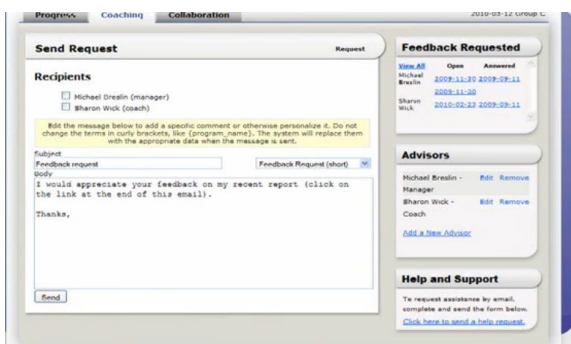 Progress Coaching Collaboration 2010-03-12 Group C
Send Request Request
Recipients
Michael Breslin (manager)
Sharon Wick (coach)
Edit the message below to add a specific comment or otherwise personalize it. Do not
change the terms in curly brackets, like {program_name}. The system will replace them
with the appropriate data when the message is sent.
Subject
Feedback request Feedback Request (short)
Body
I would appreciate your feedback on my recent report (click on
the link at the end of this email).
Thanks,
Send
Feedback Requested
View All Open Answered
Michael Breslin 2009-11-30 2009-09-11
2009-11-20
Sharon Wick 2010-02-23 2009-09-11
Advisors
Michael Breslin - Edit Remove
Manager
Sharon Wick - Edit Remove
Coach
Add a New Advisor
Help and Support
To request assistance by email,
complete and send the form below.
Click here to send a help request.